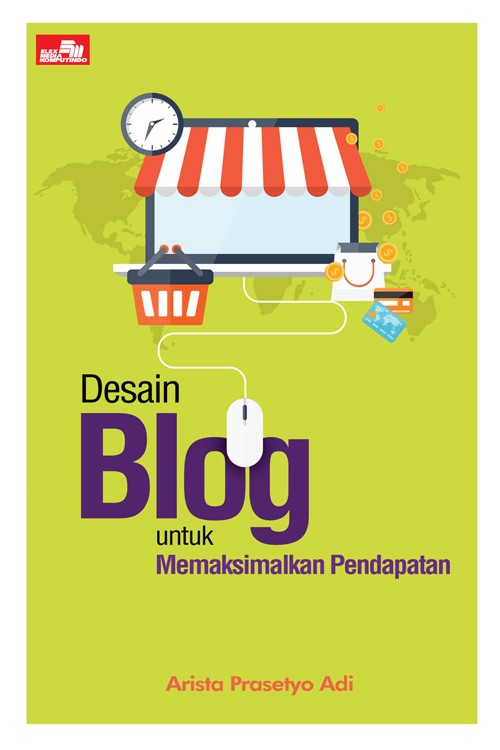 ELEX
MEDIA
KOMPUTINDO
Desain
Blog
untuk
Memaksimalkan Pendapatan
Arista Prasetyo Adi